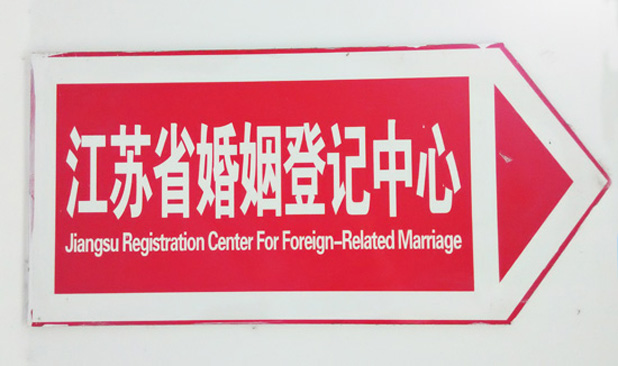 江苏省婚姻登记中心
Jiangsu Registration Center For Foreign-Related Marriage